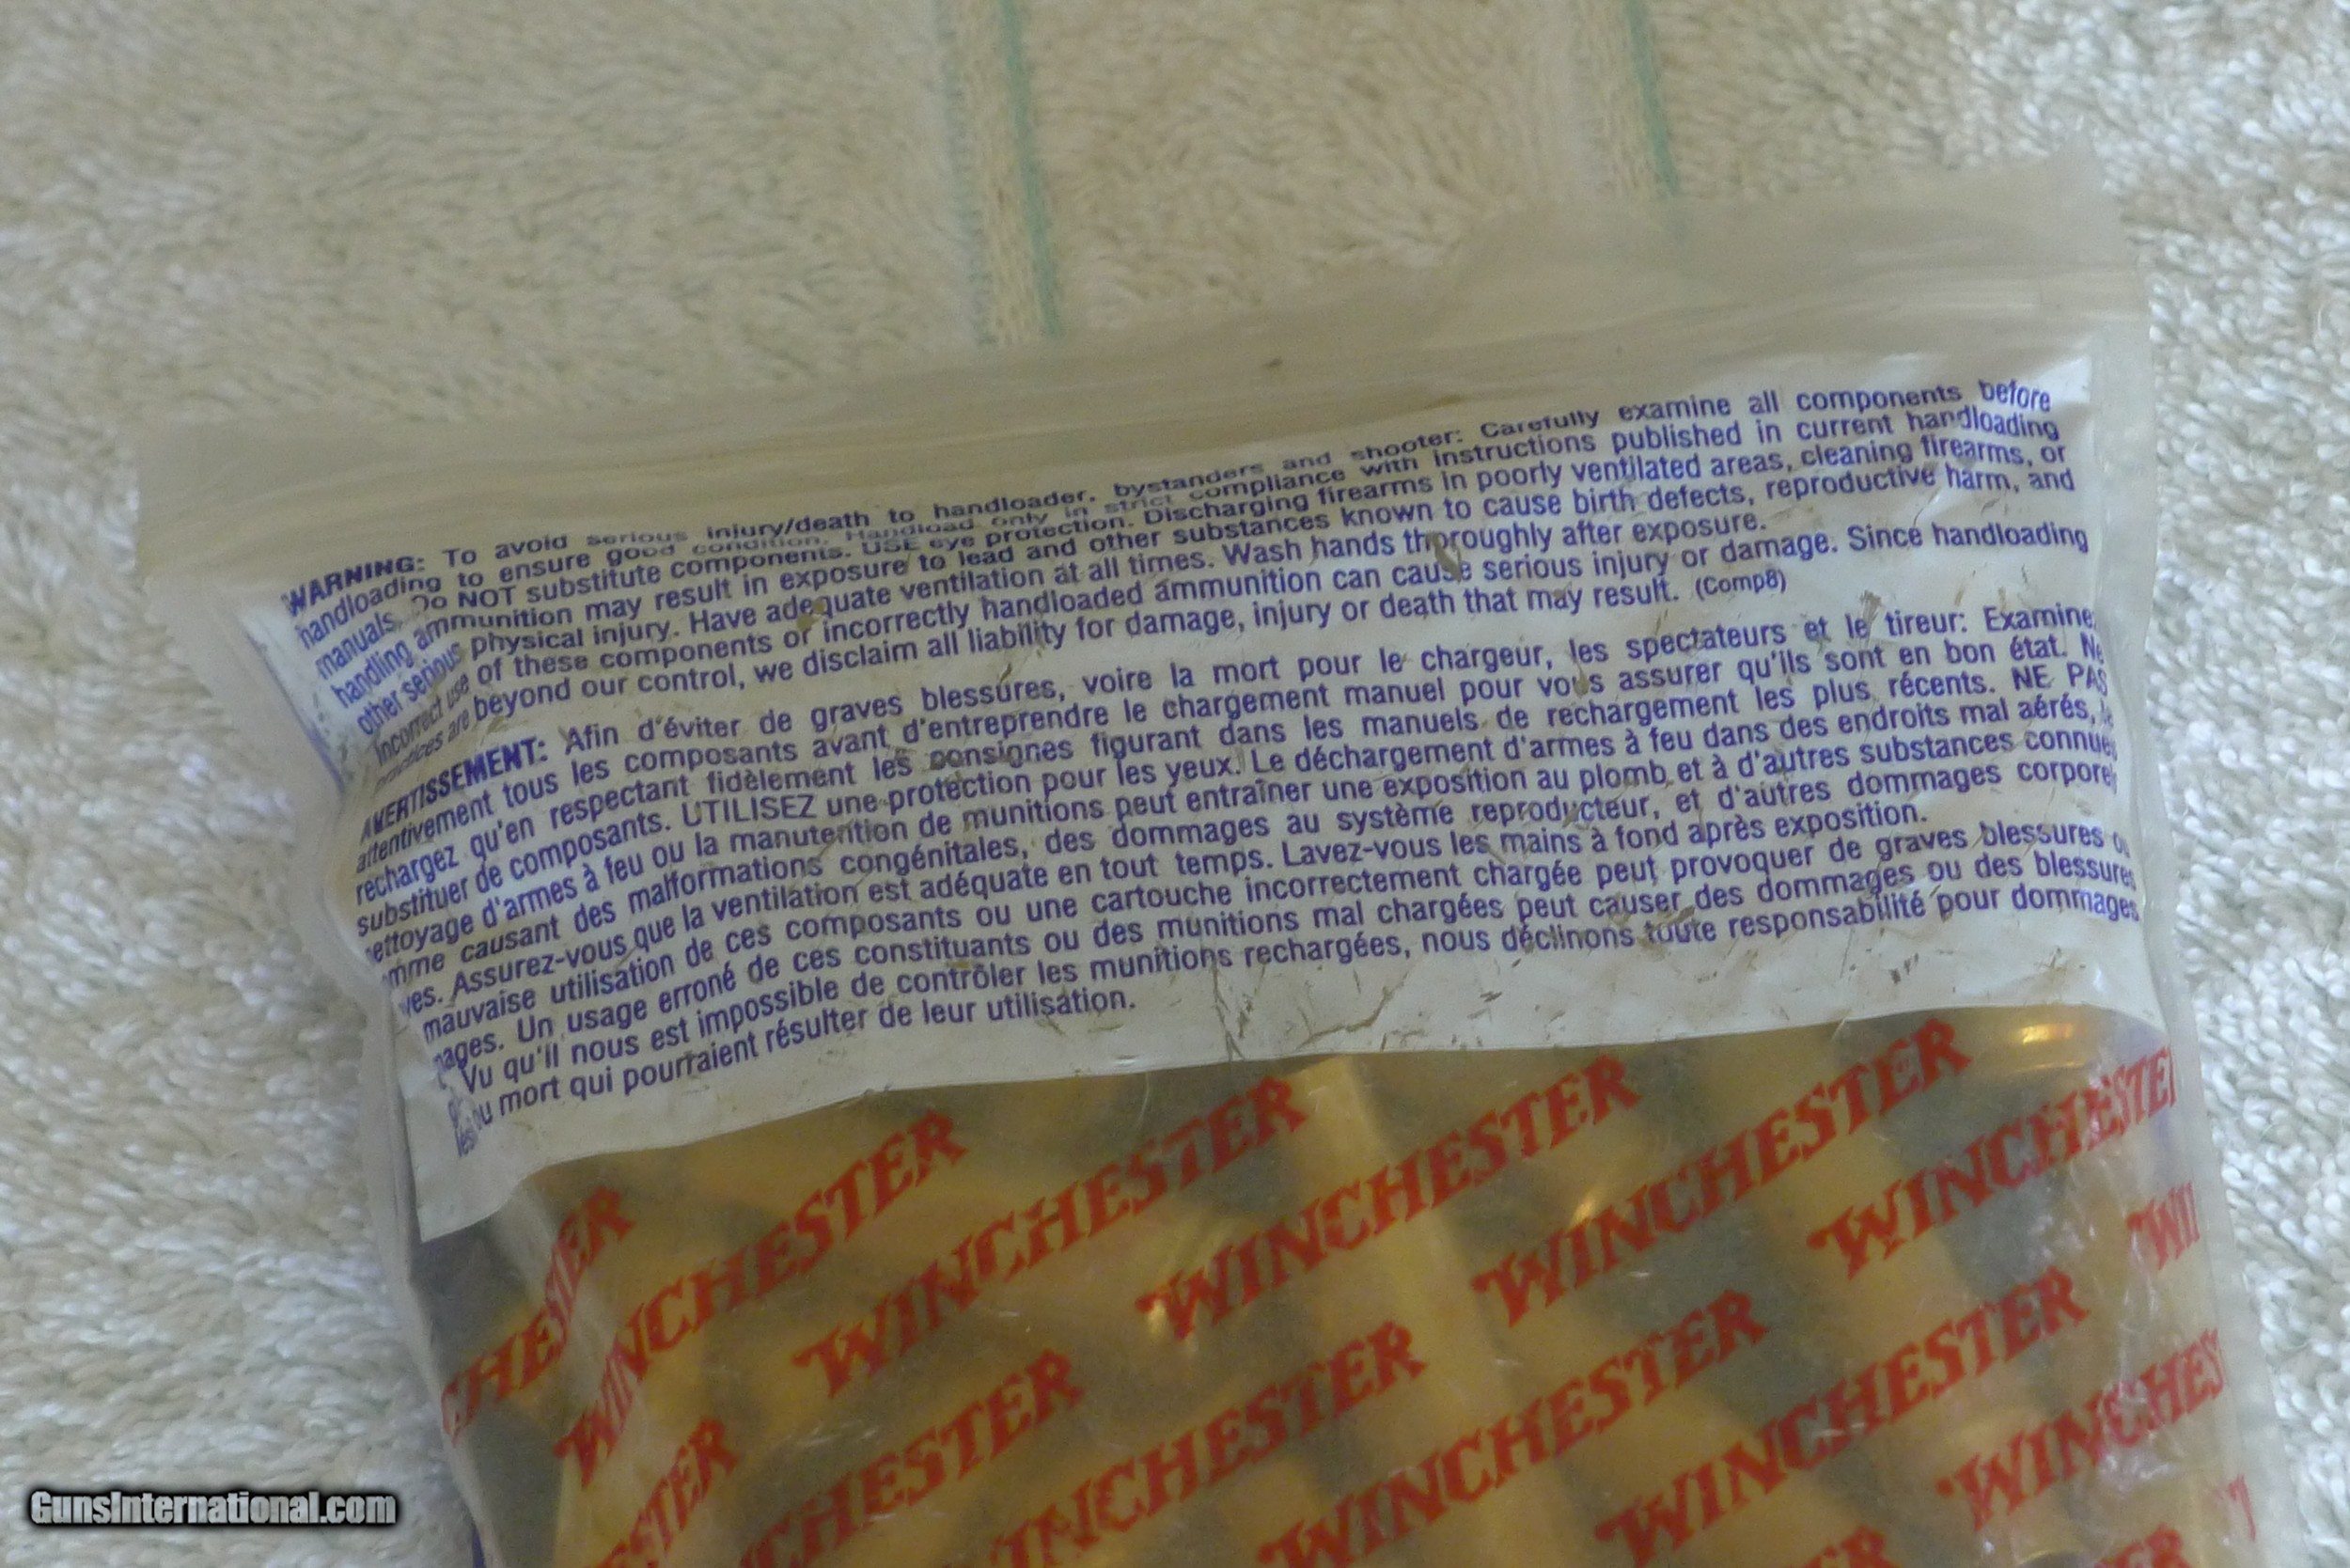 WARNING: To avoid serious injury/death to handloader, bystanders and shooter: Carefully examine all components before
handloading to ensure good condition. Handload only in strict compliance with instructions published in current handloading
manuals. Do NOT substitute components. USE eye protection. Discharging firearms in poorly ventilated areas, cleaning firearms, or
handling ammunition may result in exposure to lead and other substances known to cause birth defects, reproductive harm, and
other serious physical injury. Have adequate ventilation at all times. Wash hands thoroughly after exposure.
Incorrect use of these components or incorrectly handloaded ammunition can cause serious injury or damage. Since handloading
practices are beyond our control, we disclaim all liability for damage, injury or death that may result. (Comp8)
AVERTISSEMENT: Afin d'éviter de graves blessures, voire la mort pour le chargeur, les spectateurs et le tireur: Examinez
attentivement tous les composants avant d'entreprendre le chargement manuel pour vous assurer qu'ils sont en bon état. Ne
rechargez qu'en respectant fidèlement les consignes figurant dans les manuels de rechargement les plus récents. NE PAS
substituer de composants. UTILISEZ une protection pour les yeux. Le déchargement d'armes à feu dans des endroits mal aérés, le
nettoyage d'armes à feu ou la manutention de munitions peut entraîner une exposition au plomb et à d'autres substances connues
mme causant des malformations congénitales, des dommages au système reproducteur, et d'autres dommages corpore
ves. Assurez-vous que la ventilation est adéquate en tout temps. Lavez-vous les mains à fond après exposition.
mauvaise utilisation de ces composants ou une cartouche incorrectement chargée peut provoquer de graves blessures ou
mages. Un usage erroné de ces constituants ou des munitions mal chargées peut causer des dommages ou des blessures
Vu qu'il nous est impossible de contrôler les munitions rechargées, nous déclinons toute responsabilité pour dommages
ou mort qui pourraient résulter de leur utilisation.
CHESTER WINCHESTER WINCHESTER WINCHESTER WINCHESTER WINCHESTER WIN
STER CHESTER INCHESTER WINCHESTER WINCHESTER WINCHES
GunsInternational.com